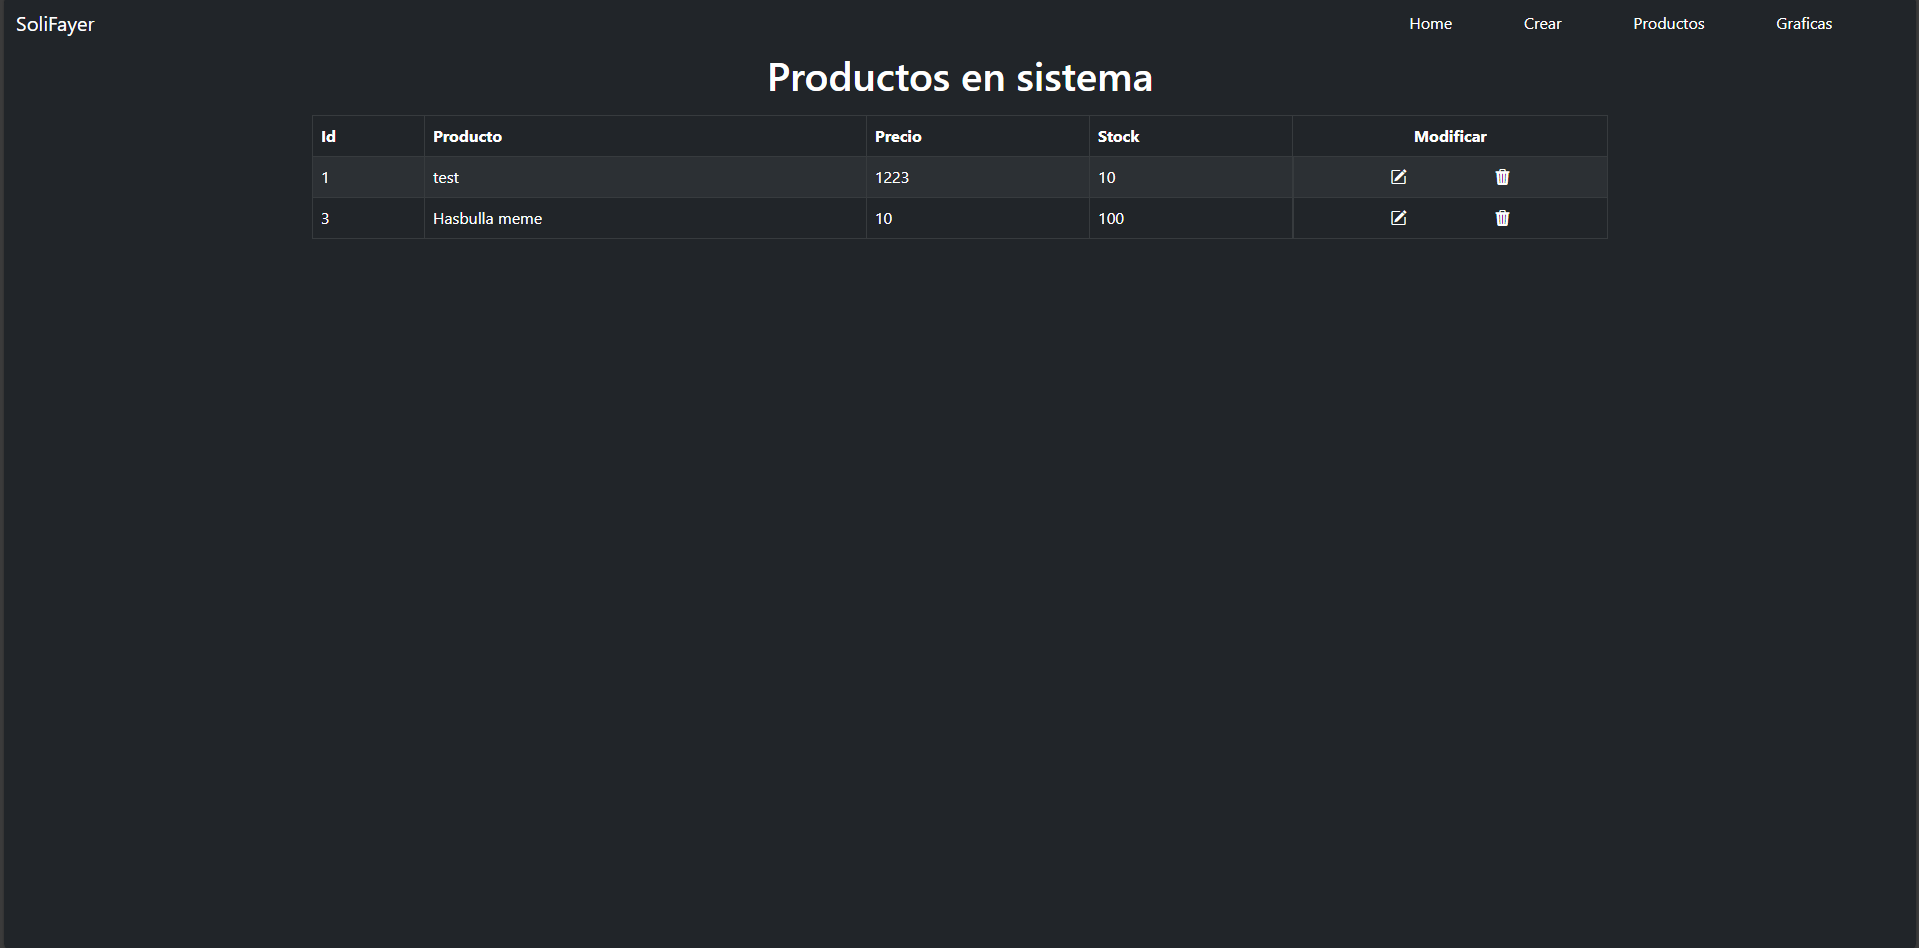 SoliFayer Home Crear Productos Graficas
Productos en sistema
Id Producto Precio Stock Modificar
1 test 1223 10
3 Hasbulla meme 10 100